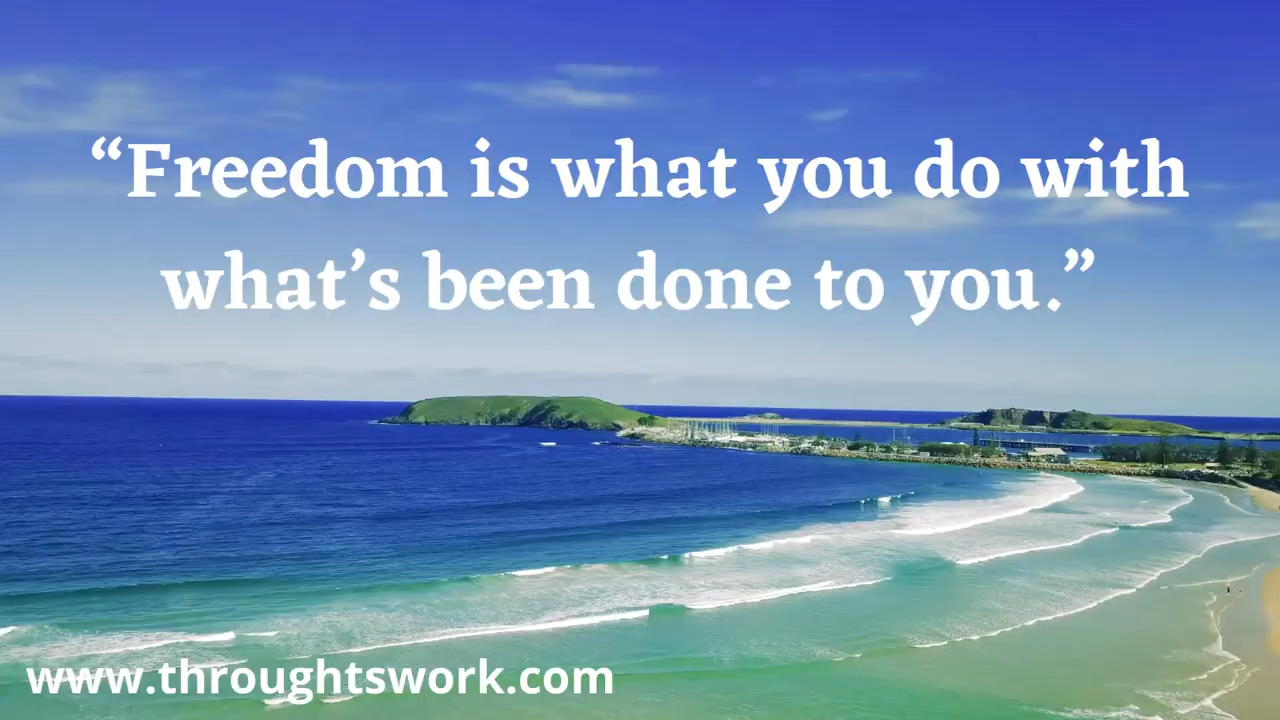 “Freedom is what you do with
what’s been done to you.”
www.throughtswork.com